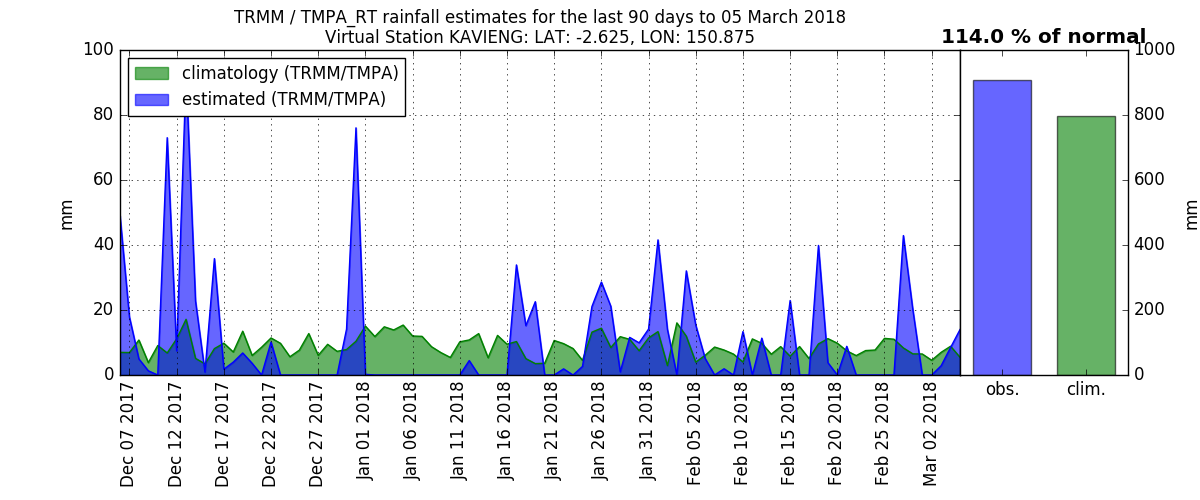 TRMM / TMPA_RT rainfall estimates for the last 90 days to 05 March 2018
Virtual Station KAVIENG: LAT: -2.625, LON: 150.875
114.0 % of normal
climatology (TRMM/TMPA)
estimated (TRMM/TMPA)
100
80
60
40
20
0
mm
1000
800
600
400
200
0
mm
Dec 07 2017
Dec 12 2017
Dec 17 2017
Dec 22 2017
Dec 27 2017
Jan 01 2018
Jan 06 2018
Jan 11 2018
Jan 16 2018
Jan 21 2018
Jan 26 2018
Jan 31 2018
Feb 05 2018
Feb 10 2018
Feb 15 2018
Feb 20 2018
Feb 25 2018
Mar 02 2018
obs.
clim.